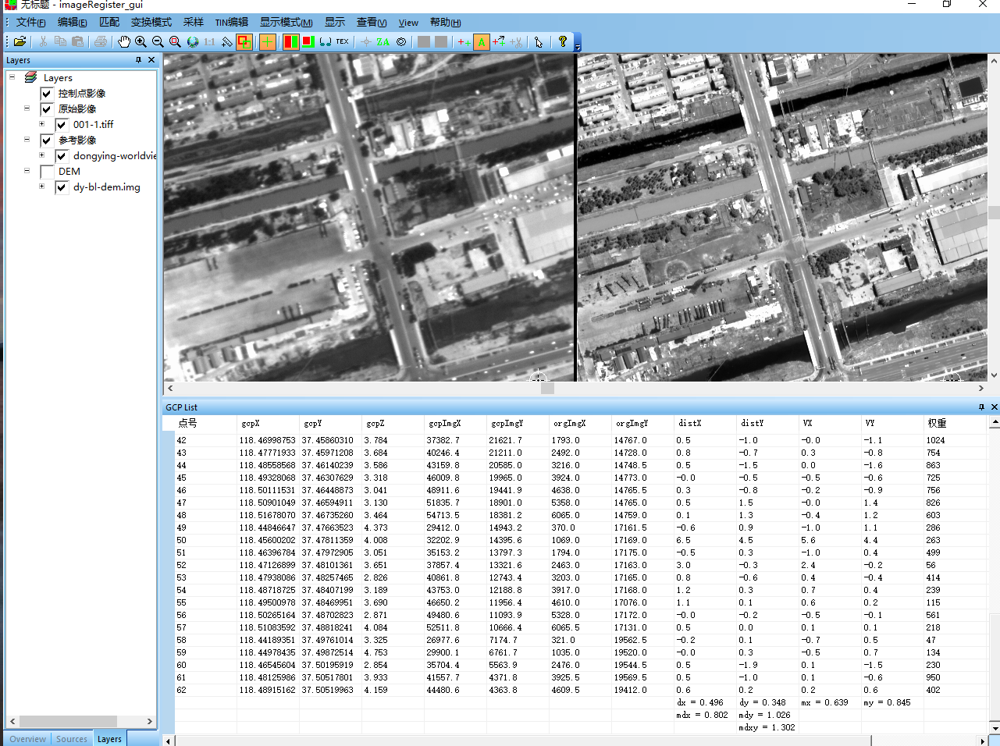 无标题 - imageRegister_gui
文件(F) 编辑(E) 匹配 变换模式 采样 TIN编辑 显示模式(M) 显示 查看(V) View 帮助(H)
1:1 TEX ZA A ?
Layers
Layers
控制点影像
原始影像
001-1.tiff
参考影像
dongying-worldvie
DEM
dy-bl-dem.img
Overview Sources Layers
GCP List
点号 gcpX gcpY gcpZ gcpImgX gcpImgY orgImgX orgImgY distX distY VX VY 权重
42 118.46998753 37.45860310 3.784 37382.7 21621.7 1793.0 14767.0 0.5 -1.0 -0.0 -1.1 1024
43 118.47771933 37.45971208 3.684 40246.4 21211.0 2492.0 14728.0 0.8 -0.7 0.3 -0.8 754
44 118.48558568 37.46140239 3.586 43159.8 20585.0 3216.0 14748.5 0.5 -1.5 0.0 -1.6 863
45 118.49328068 37.46307629 3.318 46009.8 19965.0 3924.0 14773.0 -0.0 -0.5 -0.5 -0.6 725
46 118.50111531 37.46448873 3.041 48911.6 19441.9 4638.0 14765.5 0.3 -0.8 -0.2 -0.9 756
47 118.50901049 37.46594911 3.130 51835.7 18901.0 5358.0 14765.0 0.5 1.5 -0.0 1.4 826
48 118.51678070 37.46735260 3.464 54713.5 18381.2 6065.0 14759.0 0.1 1.3 -0.4 1.2 603
49 118.44846647 37.47663523 4.373 29412.0 14943.2 370.0 17161.5 -0.6 0.9 -1.0 1.1 286
50 118.45600202 37.47811359 4.008 32202.9 14395.6 1069.0 17169.0 6.5 4.5 5.6 4.4 263
51 118.46396784 37.47972905 3.051 35153.2 13797.3 1794.0 17175.0 -0.5 0.3 -1.0 0.4 499
52 118.47126899 37.48101361 3.651 37857.4 13321.6 2463.0 17163.0 3.0 -0.3 2.4 -0.2 56
53 118.47938086 37.48257465 2.826 40861.8 12743.4 3203.0 17165.0 0.8 -0.6 0.4 -0.4 414
54 118.48718725 37.48407199 3.189 43753.0 12188.8 3917.0 17168.0 1.2 0.3 0.7 0.4 239
55 118.49500978 37.48469951 3.690 46650.2 11956.4 4610.0 17076.0 1.1 0.1 0.6 0.2 115
56 118.50265164 37.48702823 2.871 49480.6 11093.9 5328.0 17172.0 -0.0 -0.2 -0.5 -0.1 561
57 118.51083592 37.48818241 4.084 52511.8 10666.4 6065.5 17131.0 0.5 0.0 0.1 0.1 218
58 118.44189351 37.49761014 3.325 26977.6 7174.7 321.0 19562.5 -0.2 0.1 -0.7 0.5 47
59 118.44978435 37.49872514 4.753 29900.1 6761.7 1035.0 19520.0 -0.0 0.3 -0.5 0.7 134
60 118.46545604 37.50195919 2.854 35704.4 5563.9 2476.0 19544.5 0.5 -1.9 0.1 -1.5 230
61 118.48125986 37.50517801 3.933 41557.7 4371.8 3925.5 19569.5 0.5 -1.0 0.1 -0.6 950
62 118.48915162 37.50519963 4.159 44480.6 4363.8 4609.5 19412.0 0.6 0.2 0.2 0.6 402
dx = 0.496 dy = 0.348 mx = 0.639 my = 0.845
mdx = 0.802 mdy = 1.026
mdxy = 1.302